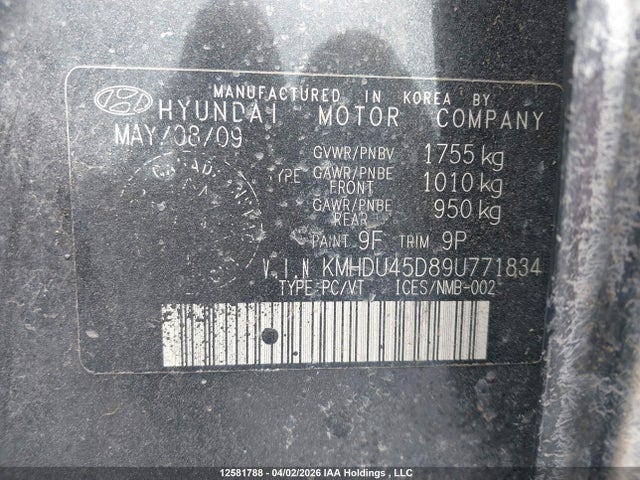 MANUFACTURED IN KOREA BY
HYUNDAI MOTOR COMPANY
MAY/08/09
GVWR/PNBV 1755 kg
GAWR/PNBE FRONT 1010 kg
GAWR/PNBE REAR 950 kg
TYPE
PAINT 9F TRIM 9P
V.I.N KMHDU45D89U771834
TYPE:PC/VT ICES/NMB-002
12581788 - 04/02/2026 IAA Holdings , LLC